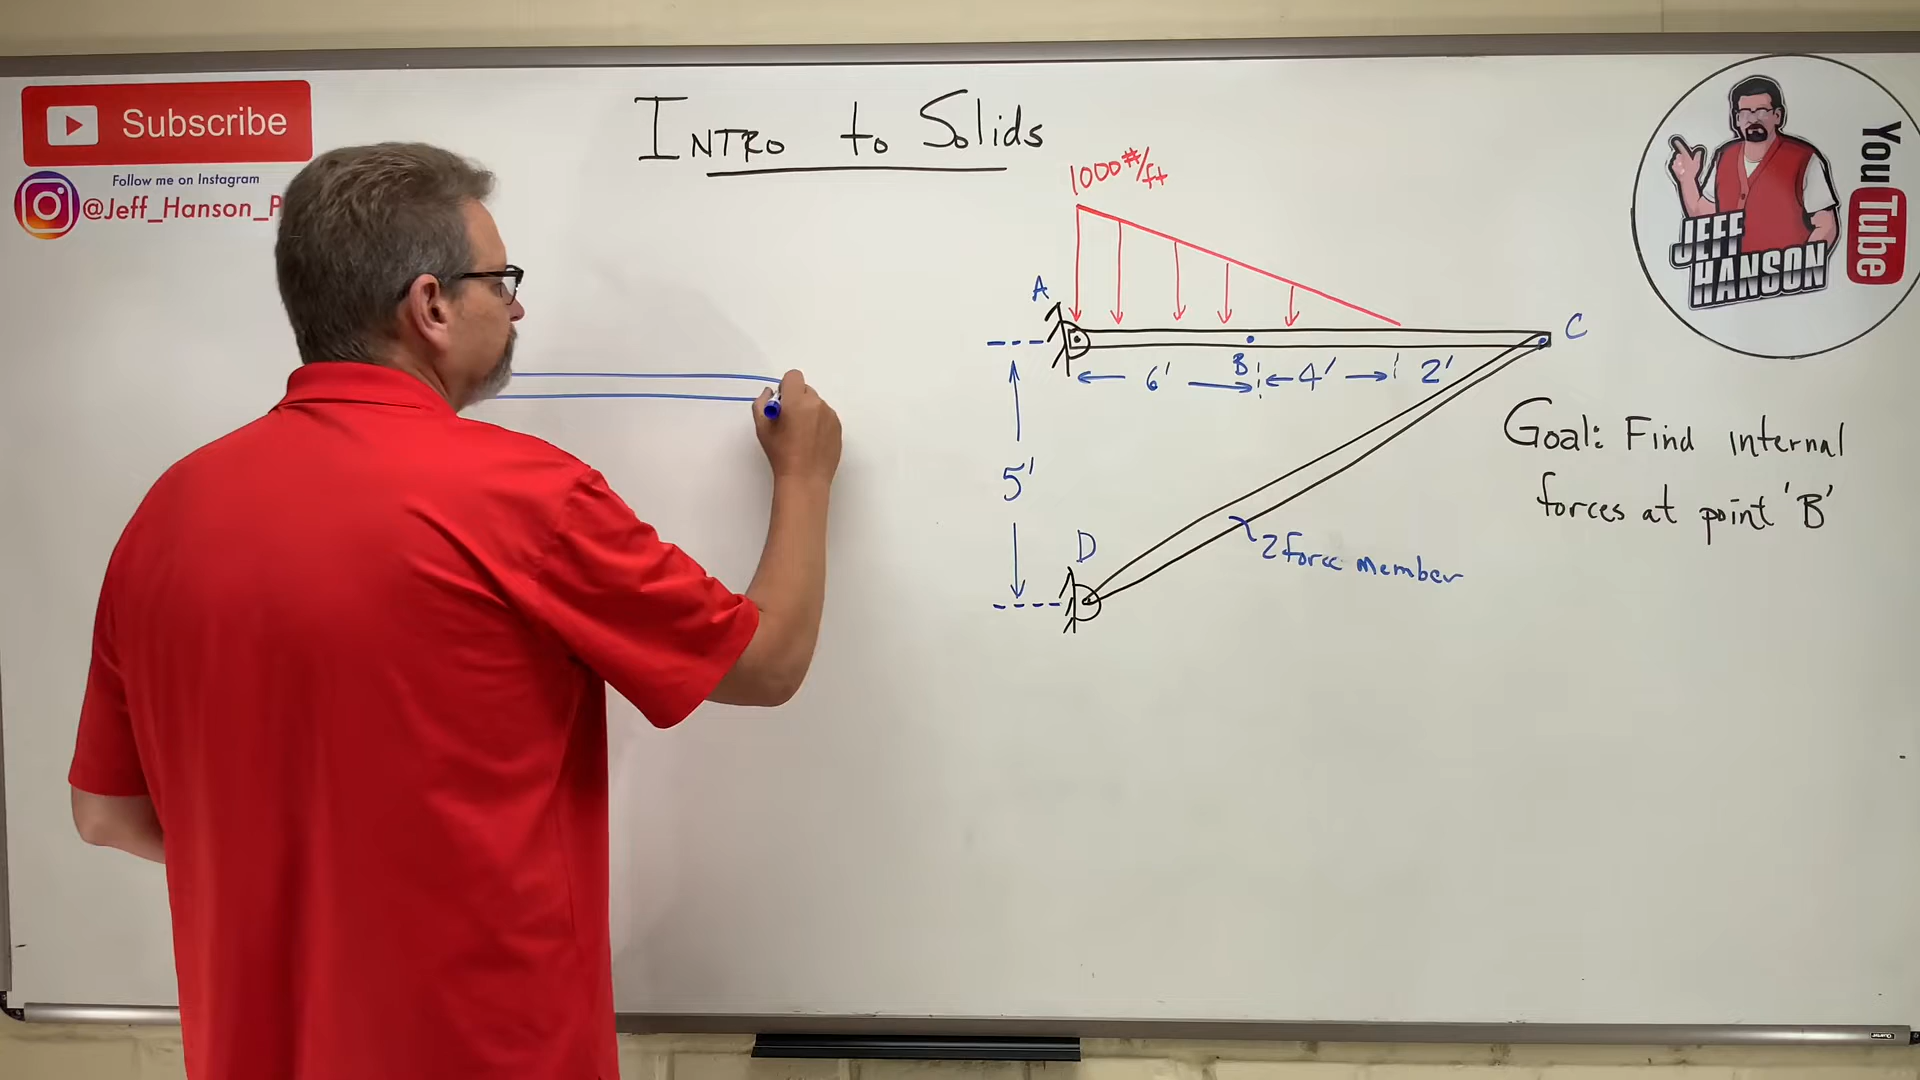 Subscribe
Follow me on Instagram
@Jeff_Hanson_P
INTRO to Solids
1000 #/ft
A
B
C
6'
4'
2'
5'
D
2 force member
Goal: Find internal
forces at point 'B'
JEFF
HANSON
YouTube